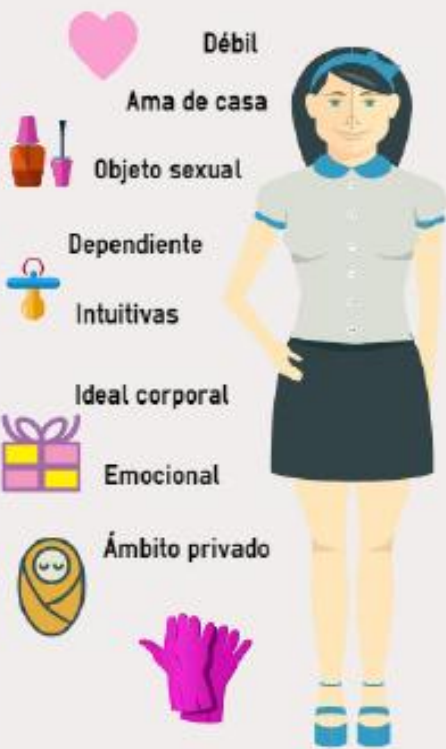 Débil
Ama de casa
Objeto sexual
Dependiente
Intuitivas
Ideal corporal
Emocional
Ámbito privado